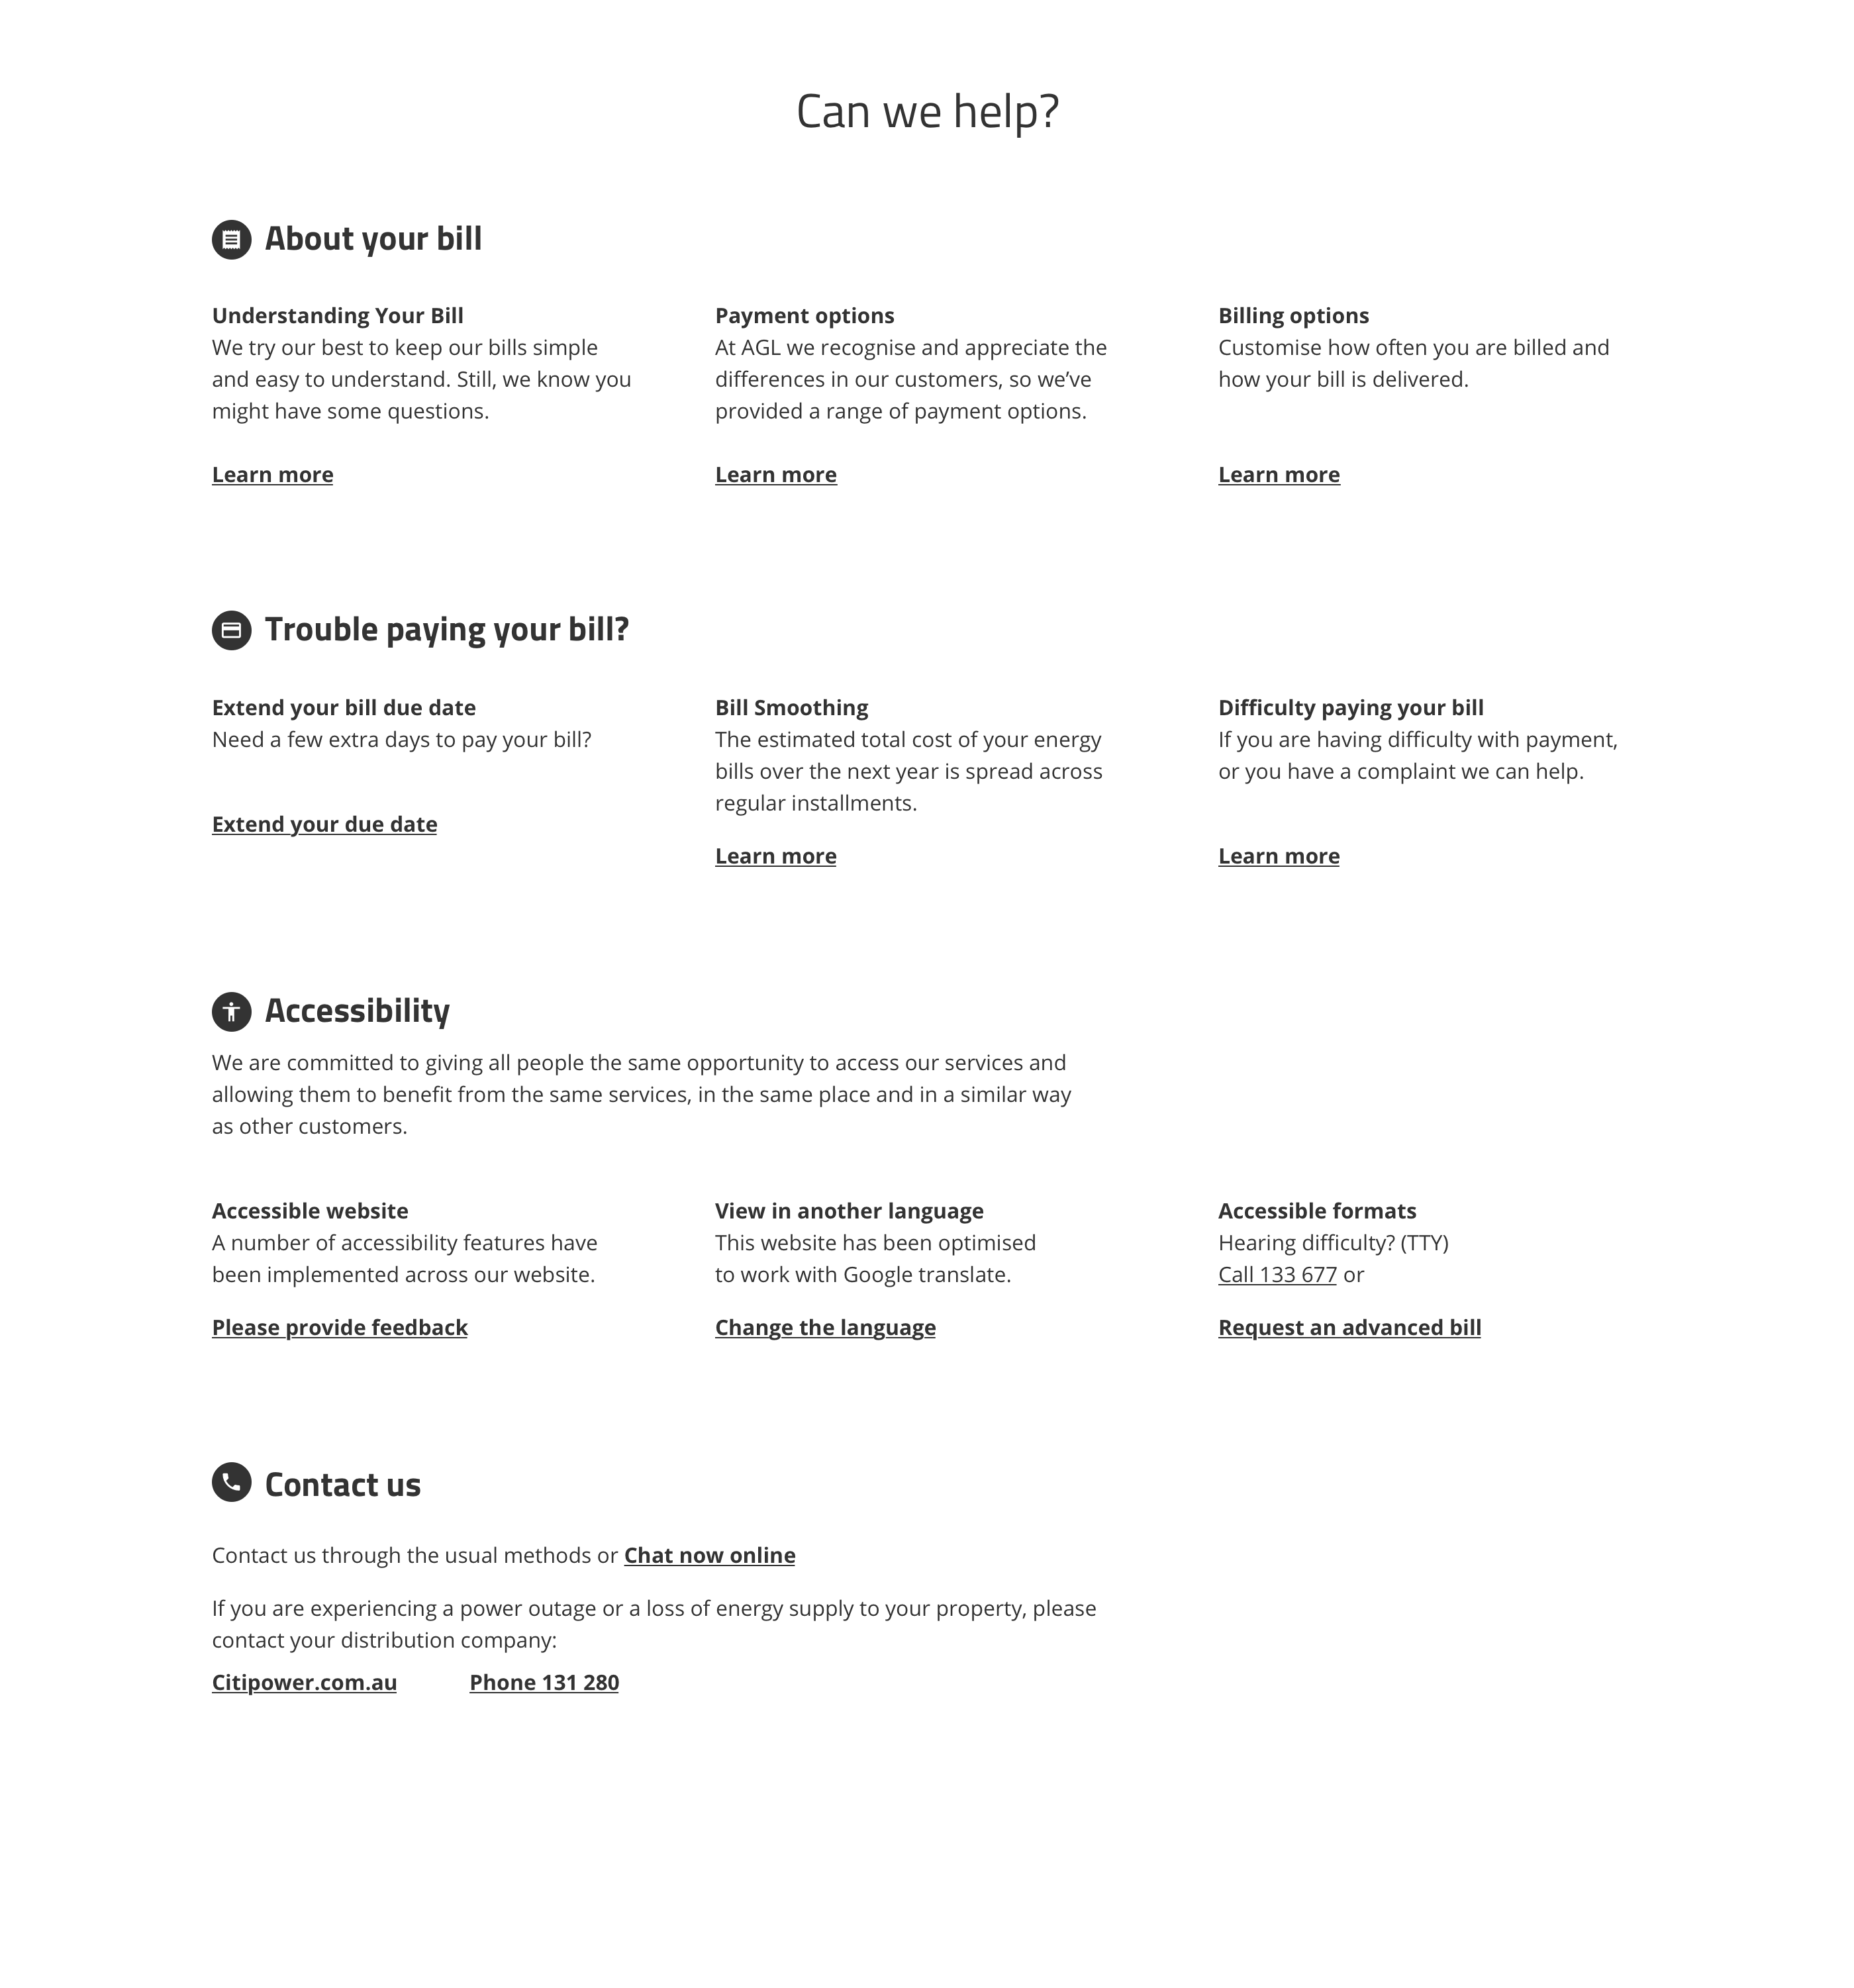 Can we help?
About your bill
Understanding Your Bill
We try our best to keep our bills simple
and easy to understand. Still, we know you
might have some questions.
Learn more
Payment options
At AGL we recognise and appreciate the
differences in our customers, so we’ve
provided a range of payment options.
Learn more
Billing options
Customise how often you are billed and
how your bill is delivered.
Learn more
Trouble paying your bill?
Extend your bill due date
Need a few extra days to pay your bill?
Extend your due date
Bill Smoothing
The estimated total cost of your energy
bills over the next year is spread across
regular installments.
Learn more
Difficulty paying your bill
If you are having difficulty with payment,
or you have a complaint we can help.
Learn more
Accessibility
We are committed to giving all people the same opportunity to access our services and
allowing them to benefit from the same services, in the same place and in a similar way
as other customers.
Accessible website
A number of accessibility features have
been implemented across our website.
Please provide feedback
View in another language
This website has been optimised
to work with Google translate.
Change the language
Accessible formats
Hearing difficulty? (TTY)
Call 133 677 or
Request an advanced bill
Contact us
Contact us through the usual methods or Chat now online
If you are experiencing a power outage or a loss of energy supply to your property, please
contact your distribution company:
Citipower.com.au Phone 131 280